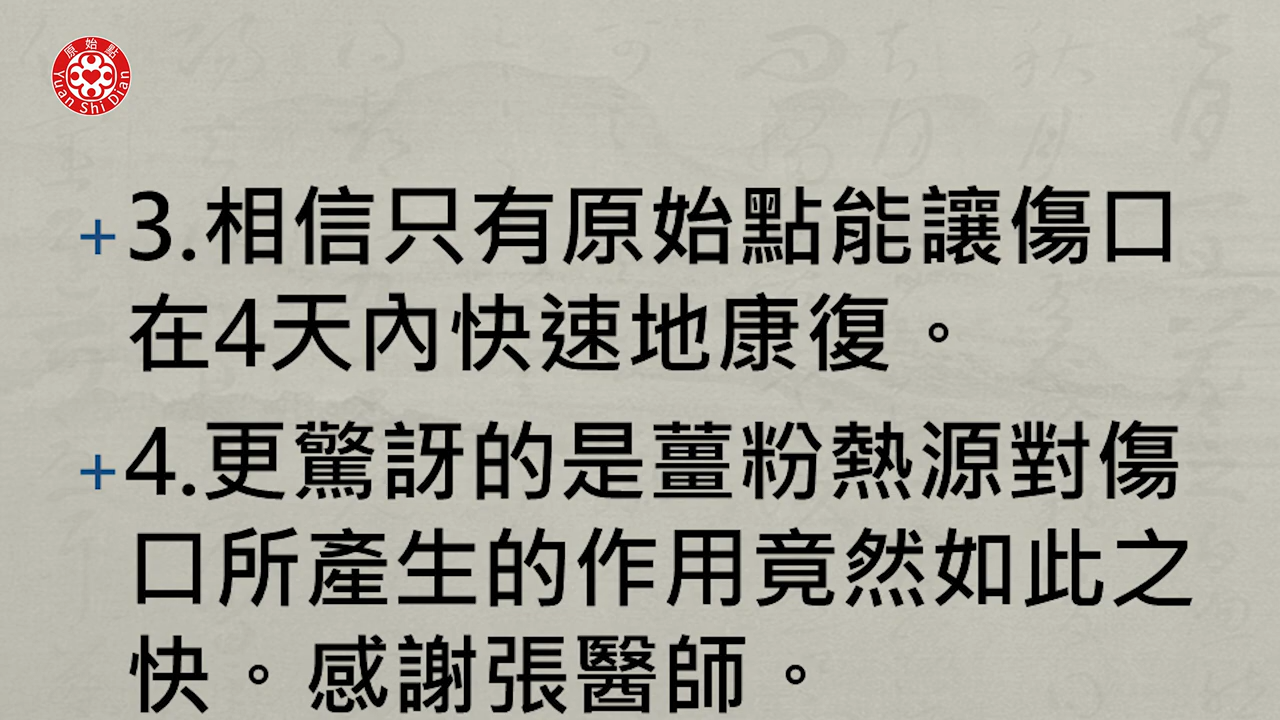 原始點
Yuan Shi Dian
+3.相信只有原始點能讓傷口
在4天內快速地康復。
+4.更驚訝的是薑粉熱源對傷
口所產生的作用竟然如此之
快。感謝張醫師。